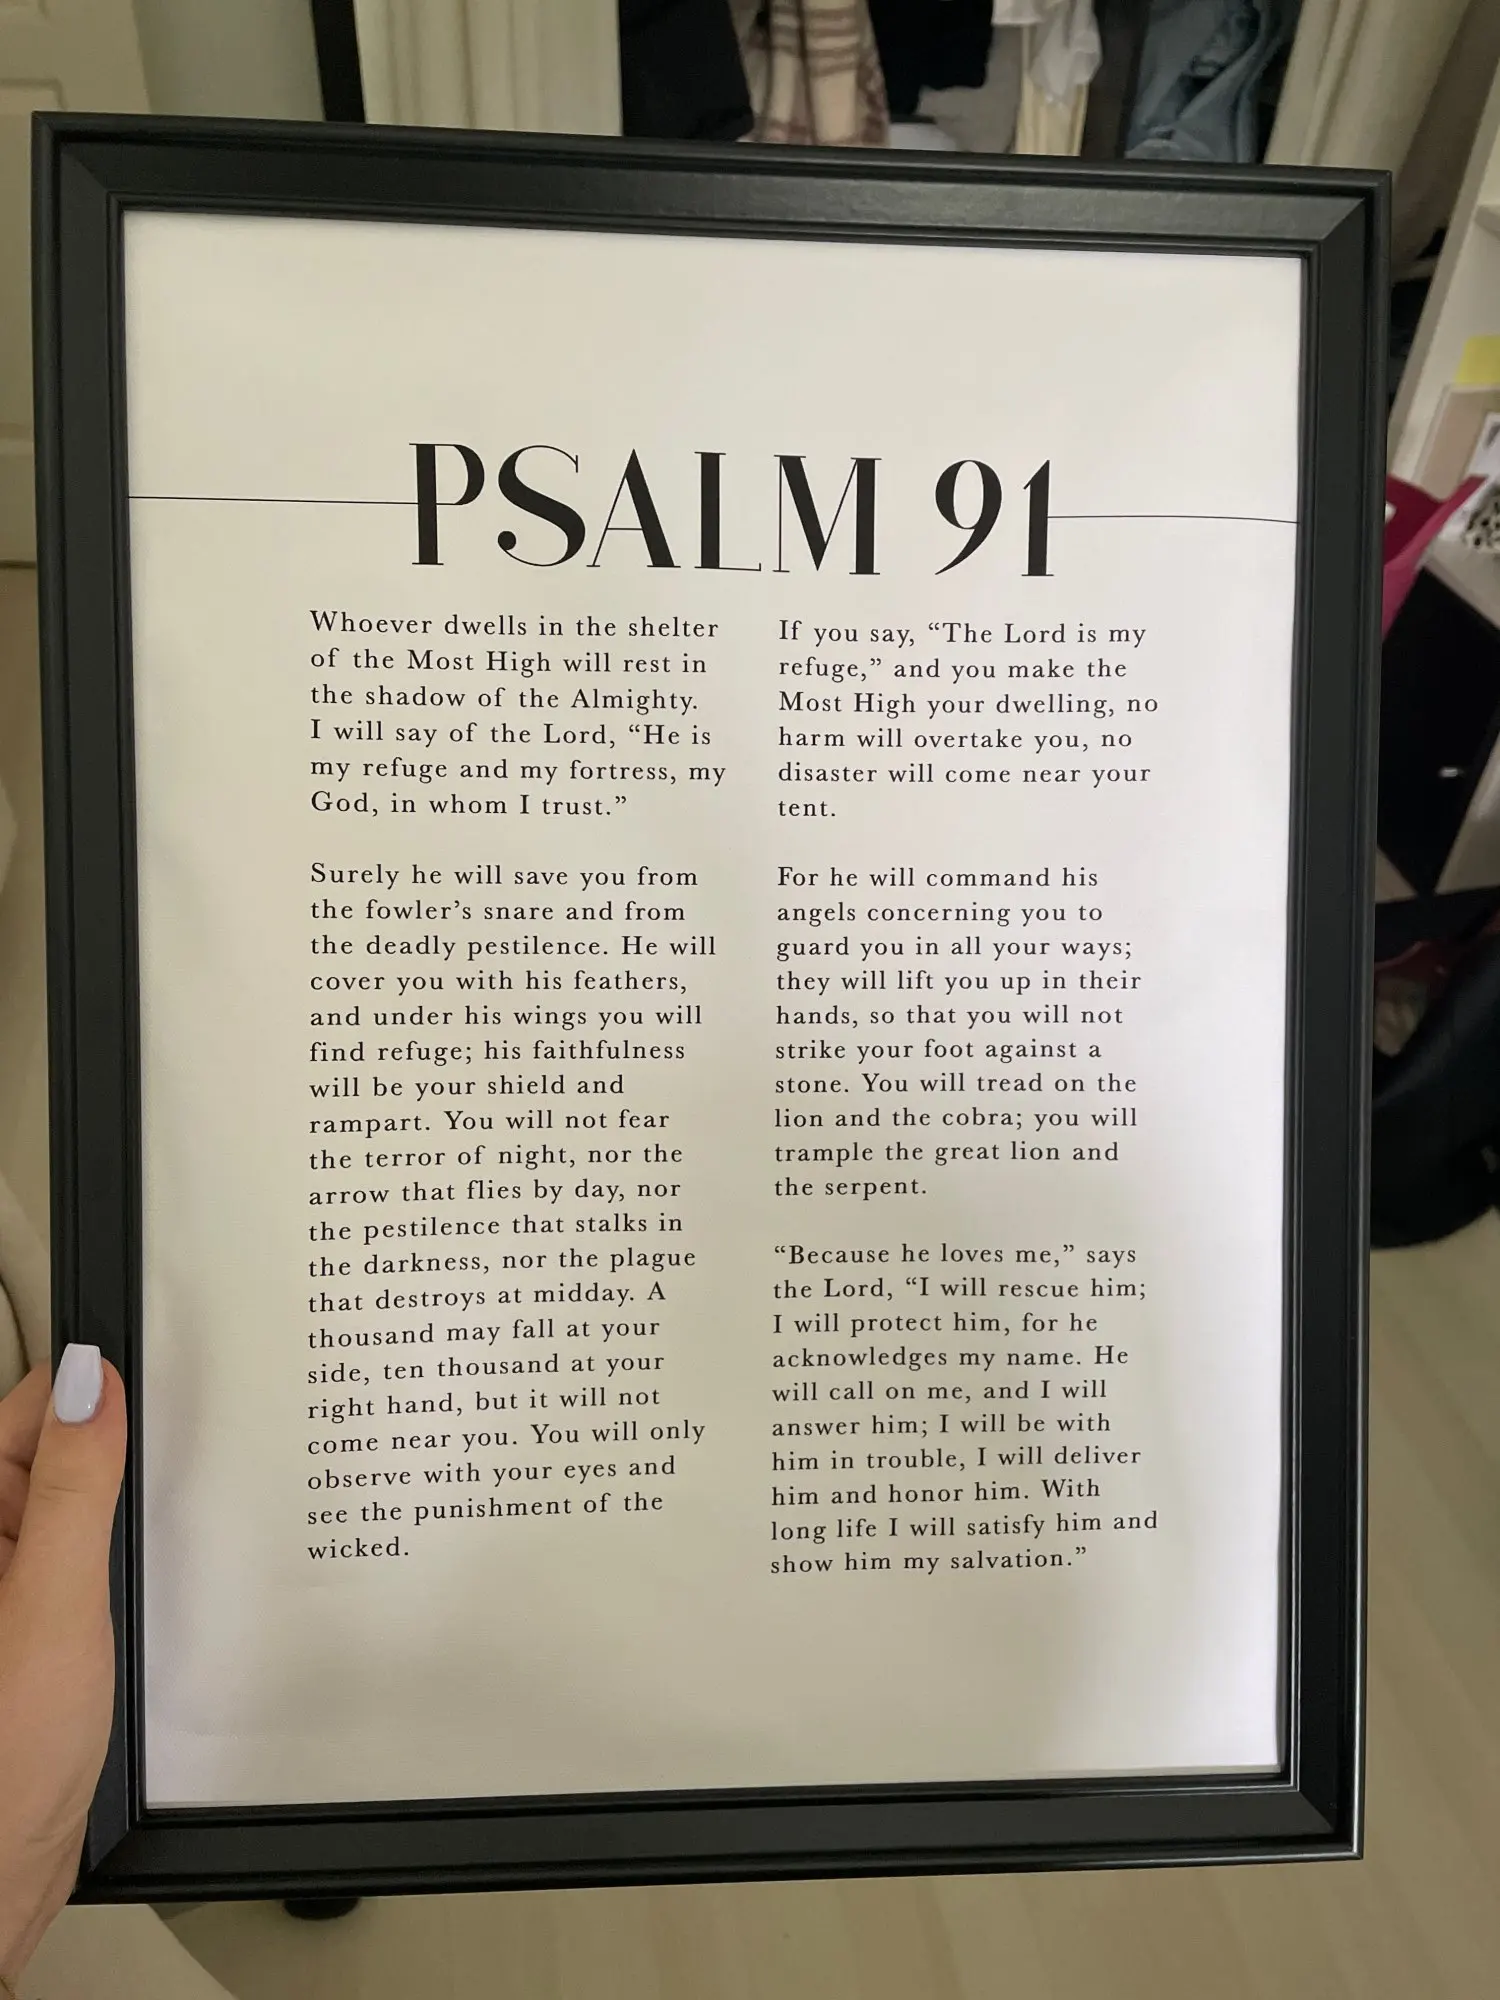 PSALM 91
Whoever dwells in the shelter
of the Most High will rest in
the shadow of the Almighty.
I will say of the Lord, “He is
my refuge and my fortress, my
God, in whom I trust.”
Surely he will save you from
the fowler’s snare and from
the deadly pestilence. He will
cover you with his feathers,
and under his wings you will
find refuge; his faithfulness
will be your shield and
rampart. You will not fear
the terror of night, nor the
arrow that flies by day, nor
the pestilence that stalks in
the darkness, nor the plague
that destroys at midday. A
thousand may fall at your
side, ten thousand at your
right hand, but it will not
come near you. You will only
observe with your eyes and
see the punishment of the
wicked.
If you say, “The Lord is my
refuge,” and you make the
Most High your dwelling, no
harm will overtake you, no
disaster will come near your
tent.
For he will command his
angels concerning you to
guard you in all your ways;
they will lift you up in their
hands, so that you will not
strike your foot against a
stone. You will tread on the
lion and the cobra; you will
trample the great lion and
the serpent.
“Because he loves me,” says
the Lord, “I will rescue him;
I will protect him, for he
acknowledges my name. He
will call on me, and I will
answer him; I will be with
him in trouble, I will deliver
him and honor him. With
long life I will satisfy him and
show him my salvation.”